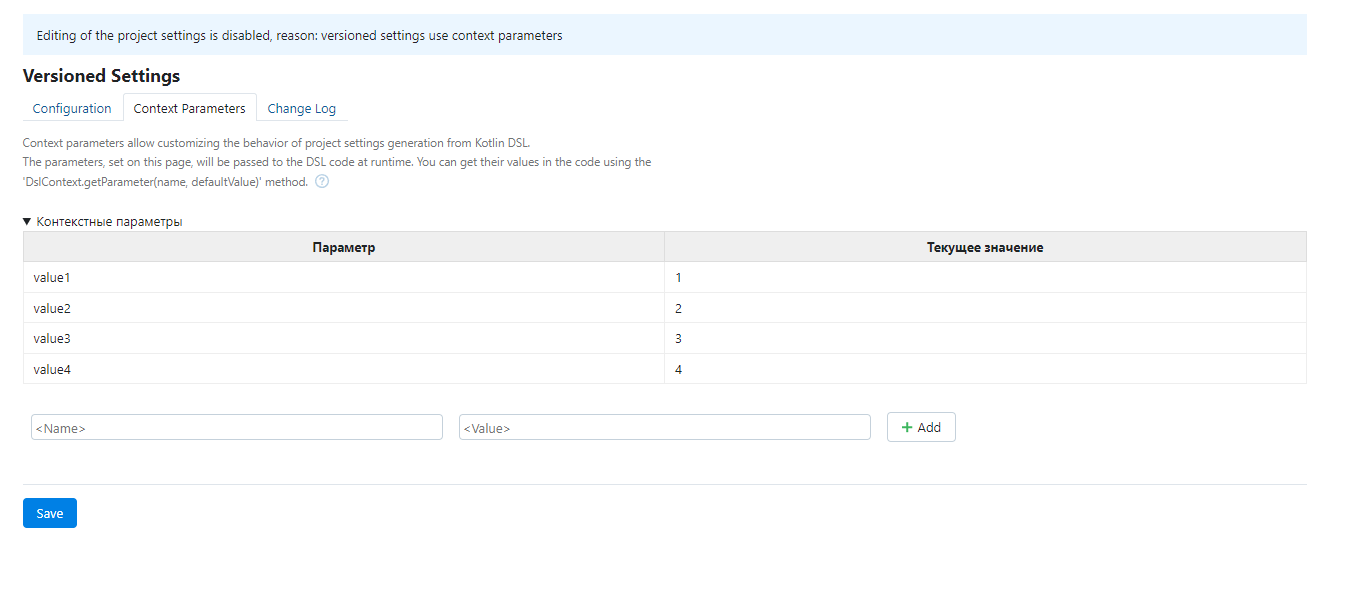 Editing of the project settings is disabled, reason: versioned settings use context parameters
Versioned Settings
Configuration Context Parameters Change Log
Context parameters allow customizing the behavior of project settings generation from Kotlin DSL.
The parameters, set on this page, will be passed to the DSL code at runtime. You can get their values in the code using the
'DslContext.getParameter(name, defaultValue)' method. ?
▼ Контекстные параметры
Параметр Текущее значение
value1 1
value2 2
value3 3
value4 4
<Name> <Value> + Add
Save